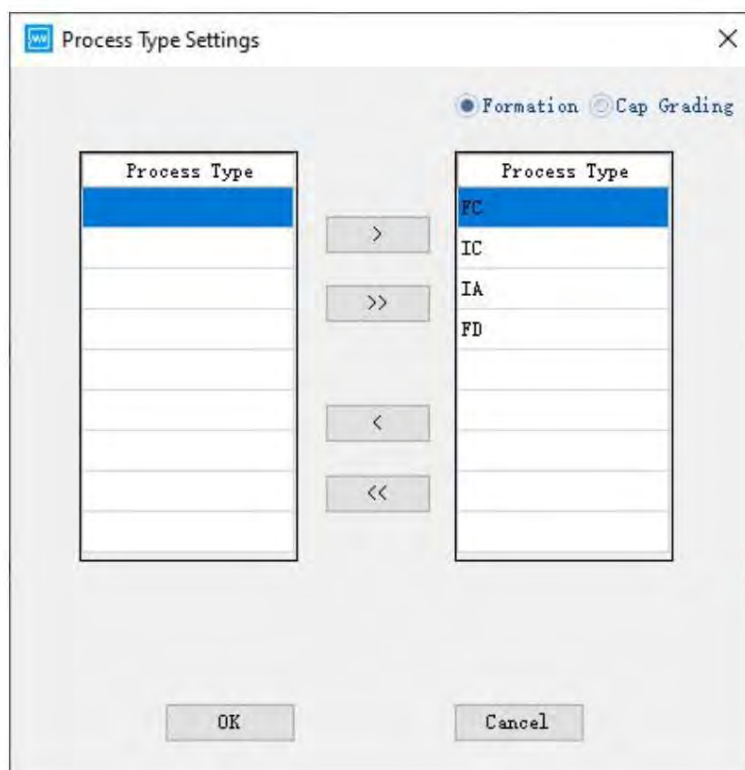 Process Type Settings
Formation Cap Grading
Process Type
Process Type
FC
IC
IA
FD
>
>>
<
<<
OK
Cancel